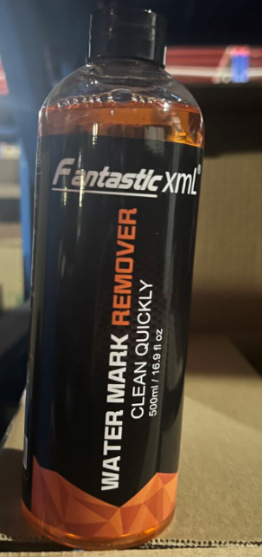 Fantastic xmL®
WATER MARK REMOVER
CLEAN QUICKLY
500ml / 16.9 fl oz